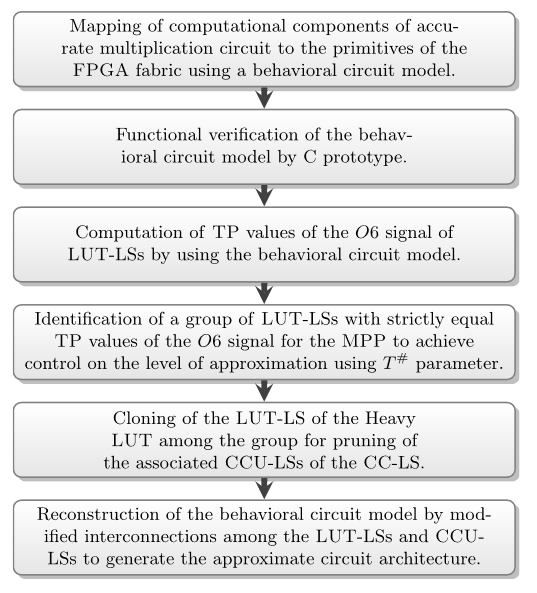 Mapping of computational components of accu-
rate multiplication circuit to the primitives of the
FPGA fabric using a behavioral circuit model.
Functional verification of the behav-
ioral circuit model by C prototype.
Computation of TP values of the O6 signal of
LUT-LSs by using the behavioral circuit model.
Identification of a group of LUT-LSs with strictly equal
TP values of the O6 signal for the MPP to achieve
control on the level of approximation using T# parameter.
Cloning of the LUT-LS of the Heavy
LUT among the group for pruning of
the associated CCU-LSs of the CC-LS.
Reconstruction of the behavioral circuit model by mod-
ified interconnections among the LUT-LSs and CCU-
LSs to generate the approximate circuit architecture.